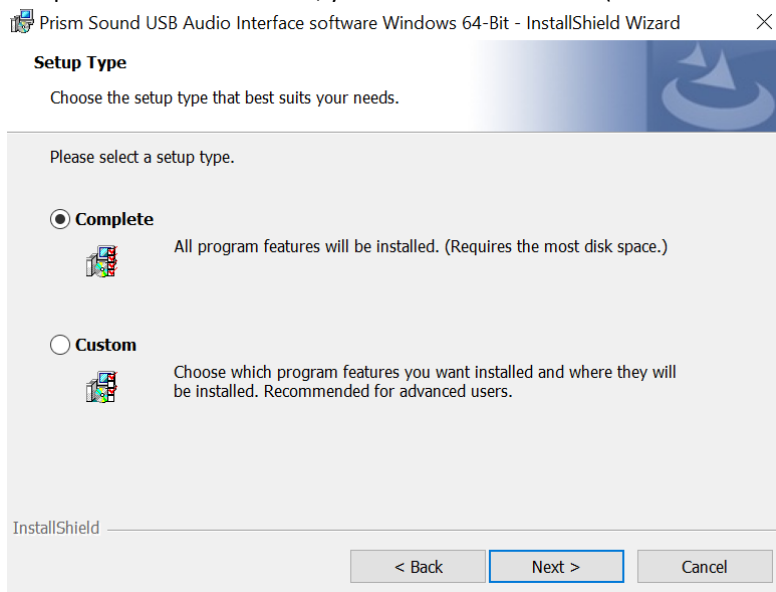 Prism Sound USB Audio Interface software Windows 64-Bit - InstallShield Wizard
Setup Type
Choose the setup type that best suits your needs.
Please select a setup type.
Complete
All program features will be installed. (Requires the most disk space.)
Custom
Choose which program features you want installed and where they will
be installed. Recommended for advanced users.
InstallShield
< Back
Next >
Cancel